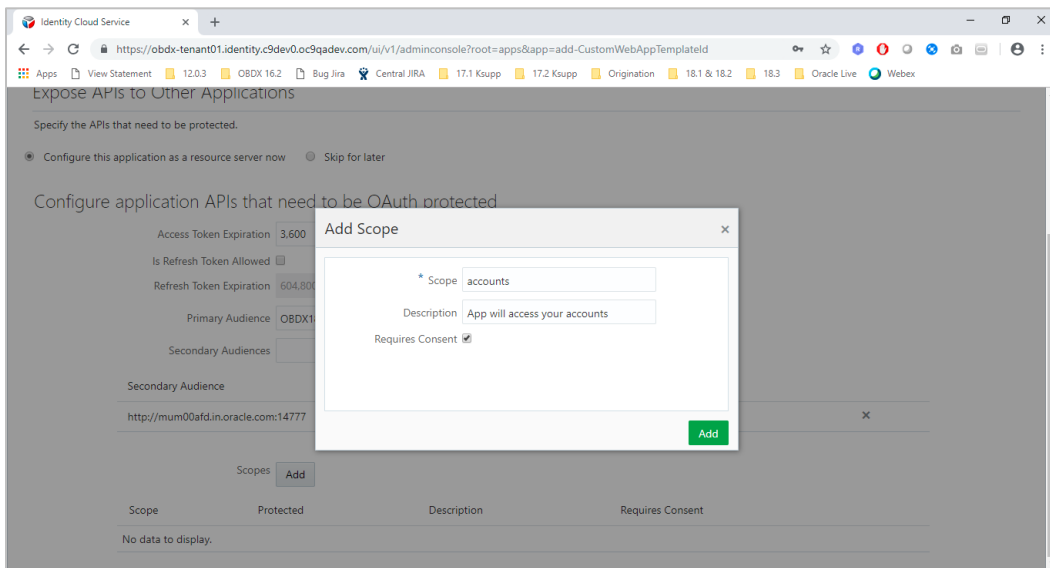 Identity Cloud Service
https://obdx-tenant01.identity.c9dev0.oc9qadev.com/ui/v1/adminconsole?root=apps&app=add-CustomWebAppTemplateId
Apps View Statement 12.0.3 OBDX 16.2 Bug Jira Central JIRA 17.1 Ksupp 17.2 Ksupp Origination 18.1 & 18.2 18.3 Oracle Live Webex
Expose APIs to Other Applications
Specify the APIs that need to be protected.
Configure this application as a resource server now Skip for later
Configure application APIs that need to be OAuth protected
Access Token Expiration 3,600
Is Refresh Token Allowed
Refresh Token Expiration 604,800
Primary Audience OBDX1
Secondary Audiences
Secondary Audience
http://mum00afd.in.oracle.com:14777
Scopes Add
Scope Protected Description Requires Consent
No data to display.
Add Scope
* Scope accounts
Description App will access your accounts
Requires Consent
Add